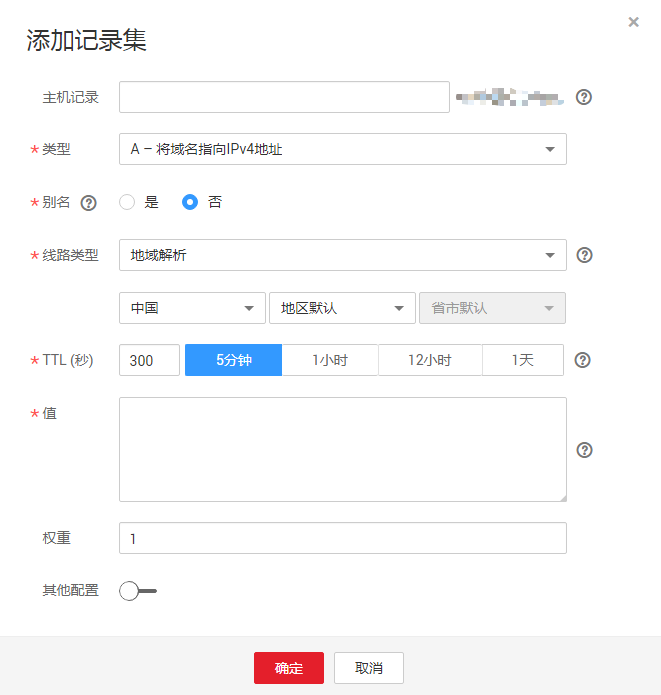 添加记录集
×
主机记录
?
* 类型 A – 将域名指向IPv4地址
* 别名 ? 是 否
* 线路类型 地域解析 ?
中国 地区默认 省市默认
* TTL (秒) 300 5分钟 1小时 12小时 1天 ?
* 值 ?
权重 1
其他配置
确定 取消